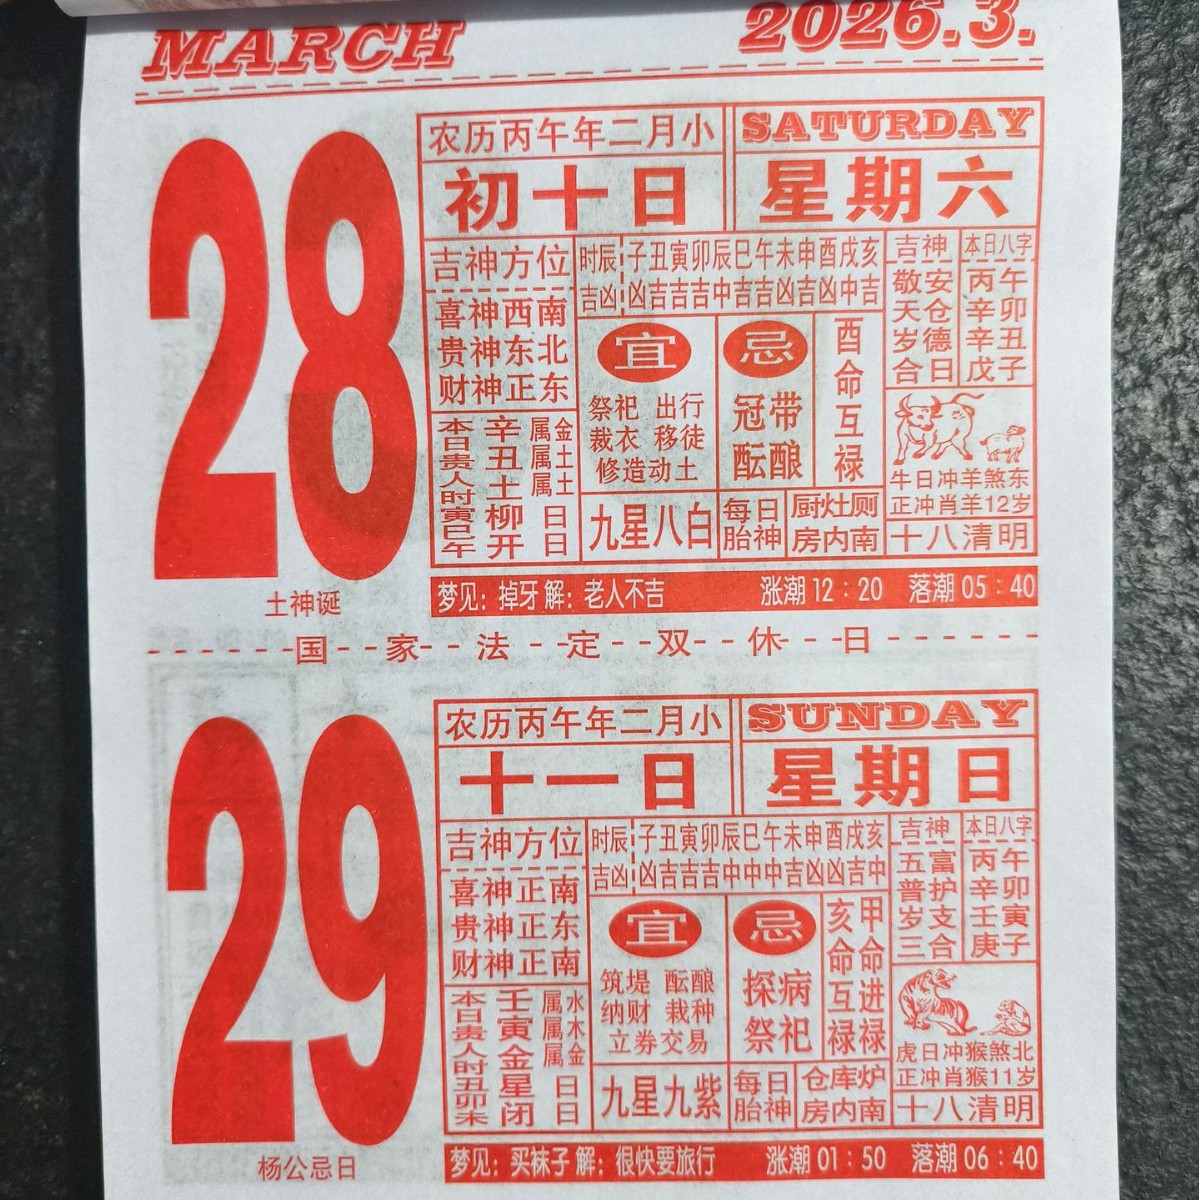 MARCH
2026.3.
28
农历丙午年二月小
SATURDAY
初十日
星期六
吉神方位
喜神西南
贵神东北
财神正东
时辰 子丑寅卯辰巳午未申酉戌亥
吉凶 凶吉吉吉中吉吉凶吉凶中吉
吉神
敬安
天仓
岁德
合日
本日八字
丙午
辛卯
辛丑
戊子
宜
祭祀 出行
裁衣 移徒
修造动土
忌
冠带
酝酿
酉命互禄
本日贵人时寅巳午
辛丑土柳开
属金
属土
属土
日
日
牛日冲羊煞东
正冲肖羊12岁
九星八白
每日胎神
厨灶厕
房内南
十八清明
土神诞
梦见：掉牙 解：老人不吉 涨潮 12：20 落潮 05：40
国家法定双休日
29
农历丙午年二月小
SUNDAY
十一日
星期日
吉神方位
喜神正南
贵神正东
财神正南
时辰 子丑寅卯辰巳午未申酉戌亥
吉凶 凶吉吉吉中中中吉凶凶吉中
吉神
五富
普护
岁支
三合
本日八字
丙午
辛卯
壬寅
庚子
宜
筑堤 酝酿
纳财 栽种
立券交易
忌
探病
祭祀
亥命互禄
甲命进禄
本日贵人时丑卯未
壬寅金星闭
属水
属木
属金
日
日
虎日冲猴煞北
正冲肖猴11岁
九星九紫
每日胎神
仓库炉
房内南
十八清明
杨公忌日
梦见：买袜子 解：很快要旅行 涨潮 01：50 落潮 06：40